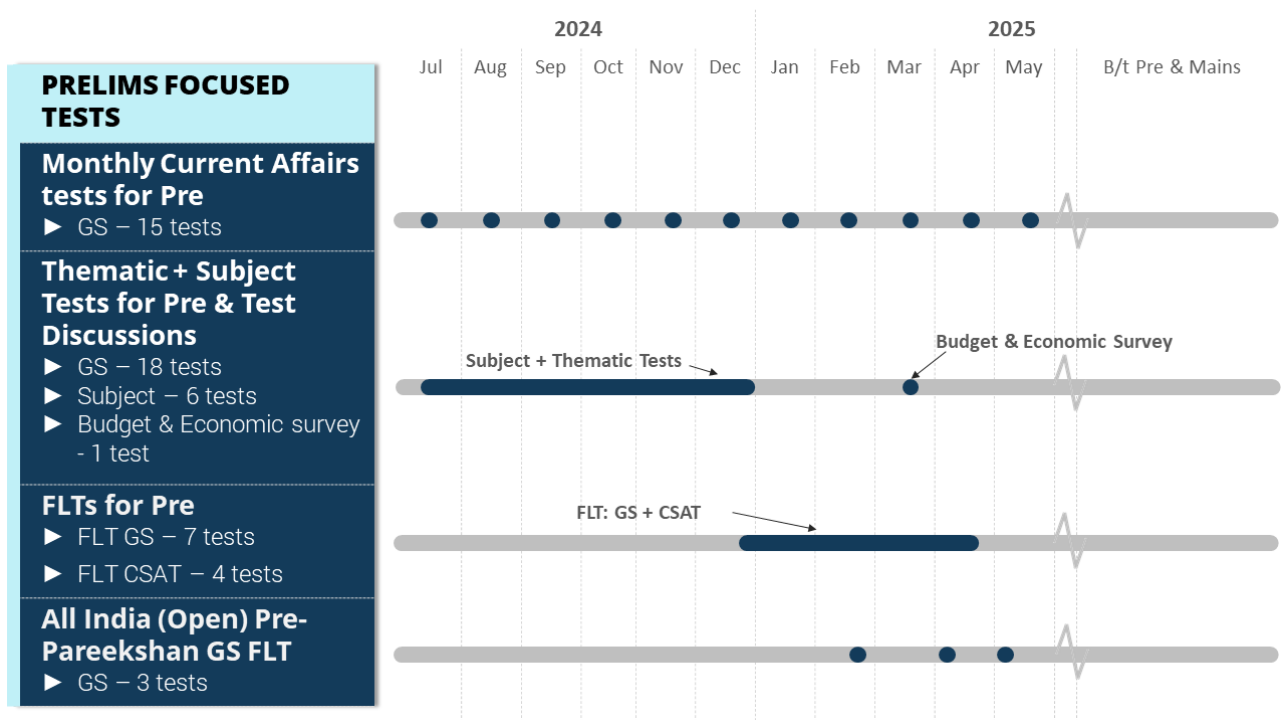 2024
2025
Jul Aug Sep Oct Nov Dec Jan Feb Mar Apr May B/t Pre & Mains
PRELIMS FOCUSED
TESTS
Monthly Current Affairs
tests for Pre
► GS – 15 tests
Thematic + Subject
Tests for Pre & Test
Discussions
► GS – 18 tests
► Subject – 6 tests
► Budget & Economic survey
- 1 test
Subject + Thematic Tests
Budget & Economic Survey
FLTs for Pre
► FLT GS – 7 tests
► FLT CSAT – 4 tests
FLT: GS + CSAT
All India (Open) Pre-
Pareekshan GS FLT
► GS – 3 tests